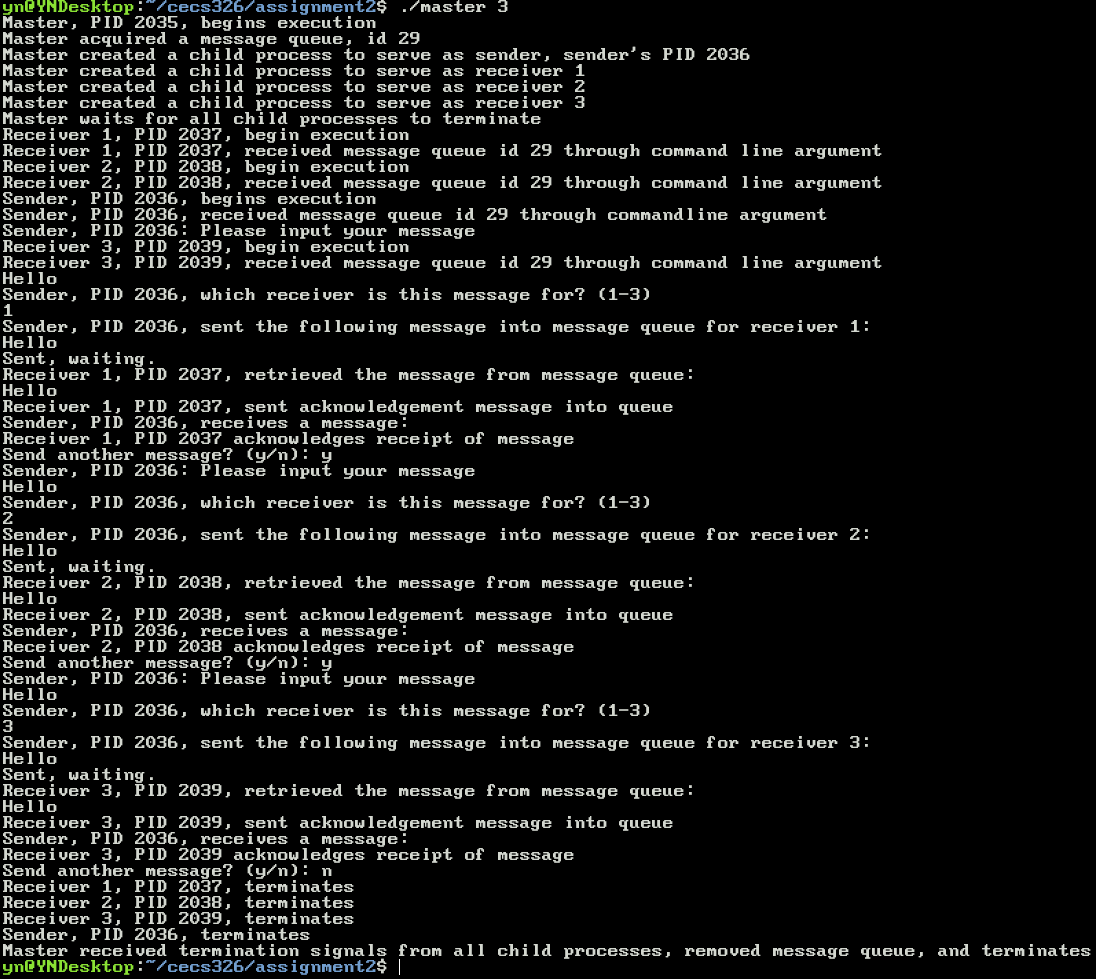 yn@YNDesktop:~/cecs326/assignment2$ ./master 3
Master, PID 2035, begins execution
Master acquired a message queue, id 29
Master created a child process to serve as sender, sender's PID 2036
Master created a child process to serve as receiver 1
Master created a child process to serve as receiver 2
Master created a child process to serve as receiver 3
Master waits for all child processes to terminate
Receiver 1, PID 2037, begin execution
Receiver 1, PID 2037, received message queue id 29 through command line argument
Receiver 2, PID 2038, begin execution
Receiver 2, PID 2038, received message queue id 29 through command line argument
Sender, PID 2036, begins execution
Sender, PID 2036, received message queue id 29 through commandline argument
Sender, PID 2036: Please input your message
Receiver 3, PID 2039, begin execution
Receiver 3, PID 2039, received message queue id 29 through command line argument
Hello
Sender, PID 2036, which receiver is this message for? (1-3)
1
Sender, PID 2036, sent the following message into message queue for receiver 1:
Hello
Sent, waiting.
Receiver 1, PID 2037, retrieved the message from message queue:
Hello
Receiver 1, PID 2037, sent acknowledgement message into queue
Sender, PID 2036, receives a message:
Receiver 1, PID 2037 acknowledges receipt of message
Send another message? (y/n): y
Sender, PID 2036: Please input your message
Hello
Sender, PID 2036, which receiver is this message for? (1-3)
2
Sender, PID 2036, sent the following message into message queue for receiver 2:
Hello
Sent, waiting.
Receiver 2, PID 2038, retrieved the message from message queue:
Hello
Receiver 2, PID 2038, sent acknowledgement message into queue
Sender, PID 2036, receives a message:
Receiver 2, PID 2038 acknowledges receipt of message
Send another message? (y/n): y
Sender, PID 2036: Please input your message
Hello
Sender, PID 2036, which receiver is this message for? (1-3)
3
Sender, PID 2036, sent the following message into message queue for receiver 3:
Hello
Sent, waiting.
Receiver 3, PID 2039, retrieved the message from message queue:
Hello
Receiver 3, PID 2039, sent acknowledgement message into queue
Sender, PID 2036, receives a message:
Receiver 3, PID 2039 acknowledges receipt of message
Send another message? (y/n): n
Receiver 1, PID 2037, terminates
Receiver 2, PID 2038, terminates
Receiver 3, PID 2039, terminates
Sender, PID 2036, terminates
Master received termination signals from all child processes, removed message queue, and terminates
yn@YNDesktop:~/cecs326/assignment2$